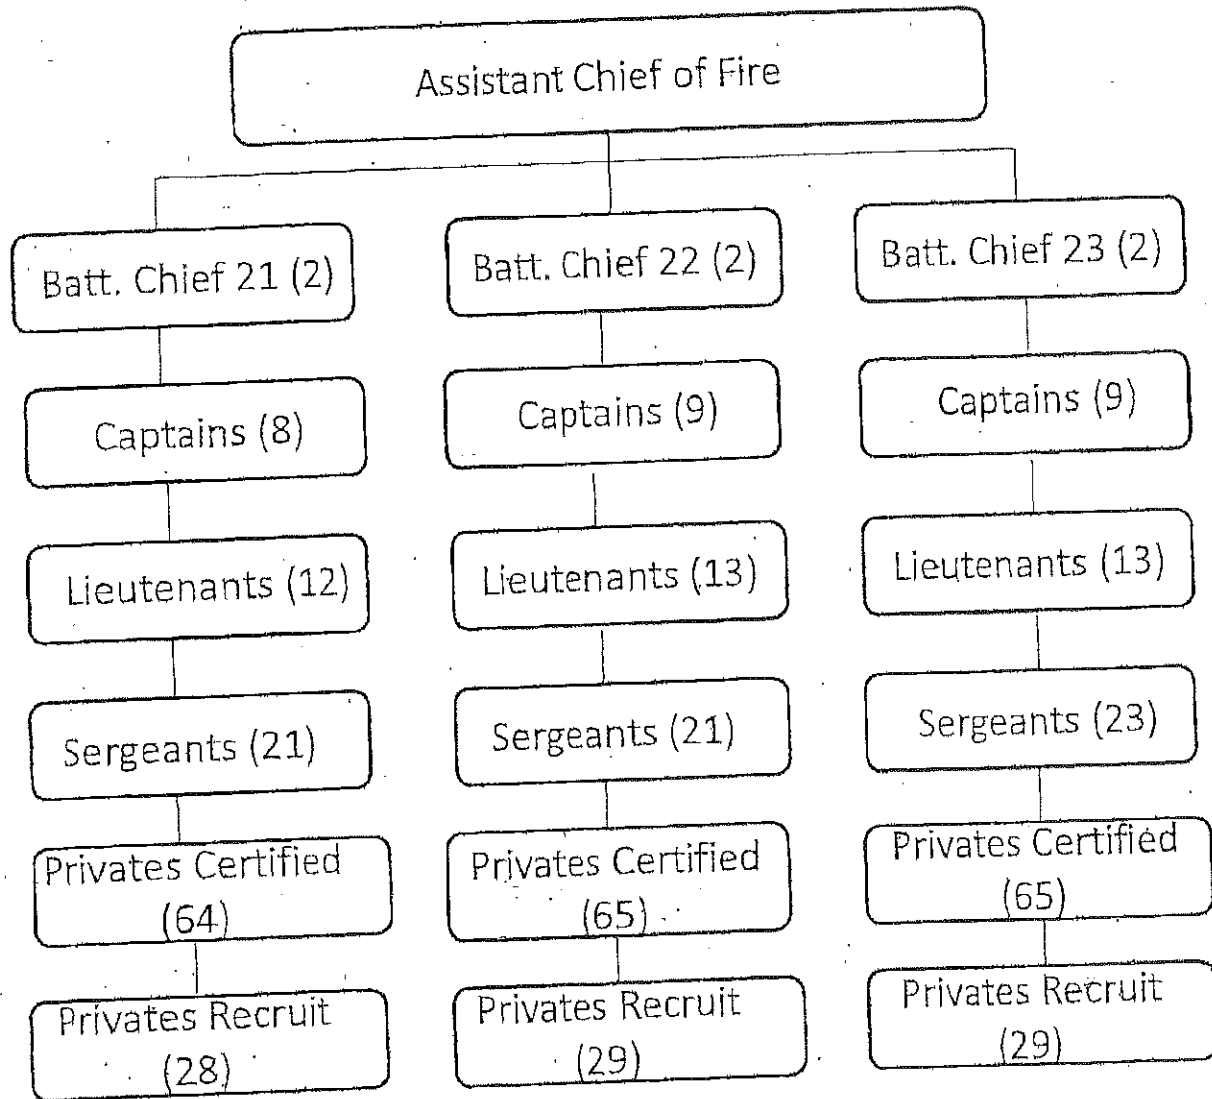 Assistant Chief of Fire
Batt. Chief 21 (2)
Batt. Chief 22 (2)
Batt. Chief 23 (2)
Captains (8)
Captains (9)
Captains (9)
Lieutenants (12)
Lieutenants (13)
Lieutenants (13)
Sergeants (21)
Sergeants (21)
Sergeants (23)
Privates Certified
(64)
Privates Certified
(65)
Privates Certified
(65)
Privates Recruit
(28)
Privates Recruit
(29)
Privates Recruit
(29)